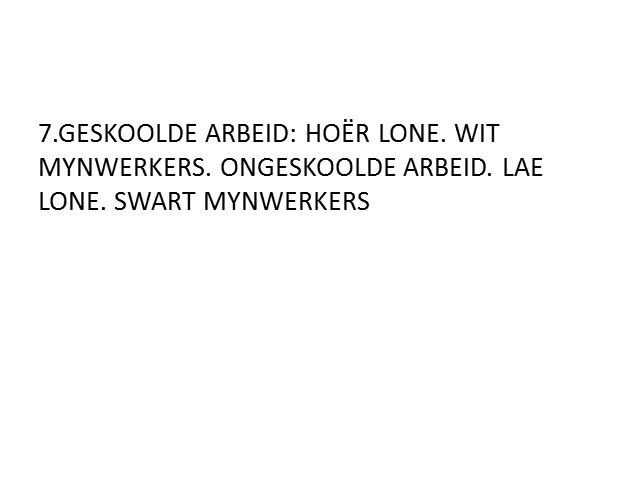 7.GESKOOLDE ARBEID: HOËR LONE. WIT
MYNWERKERS. ONGESKOOLDE ARBEID. LAE
LONE. SWART MYNWERKERS